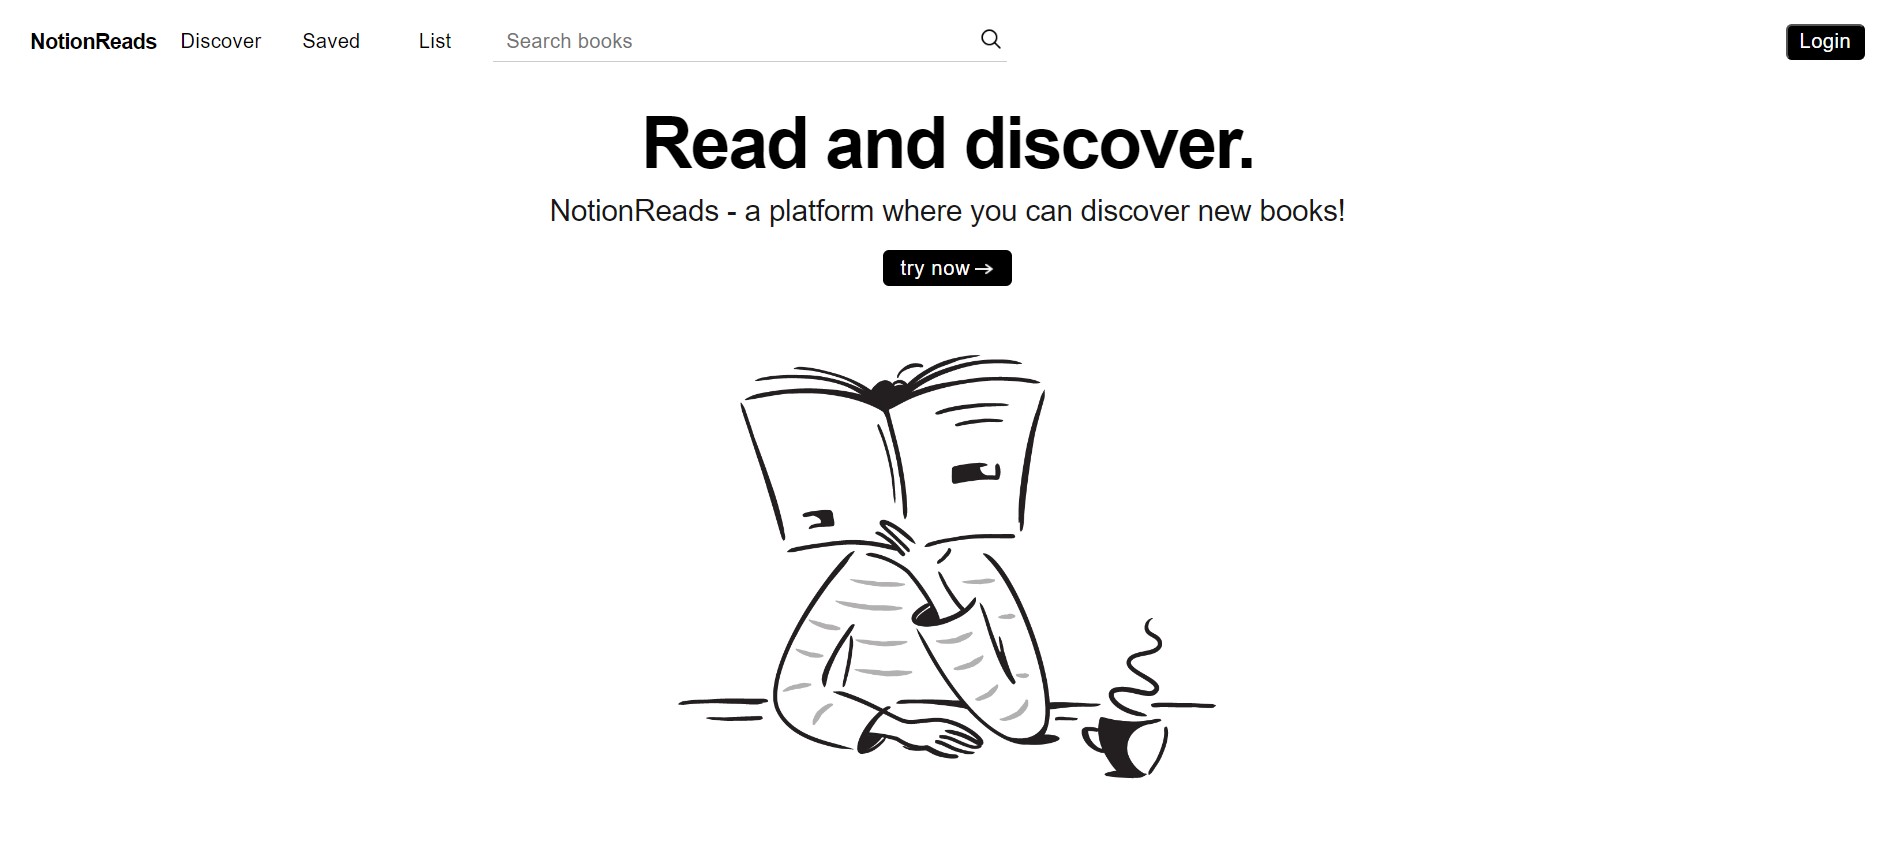 NotionReads Discover Saved List Search books Login
Read and discover.
NotionReads - a platform where you can discover new books!
try now →